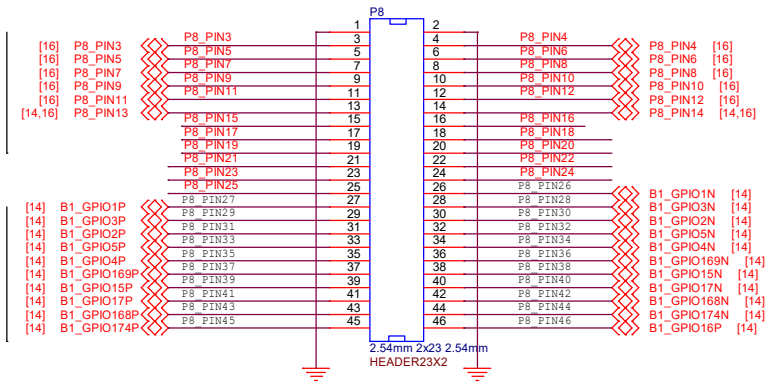 P8
1 2
[16] P8_PIN3 P8_PIN3 3 4 P8_PIN4 P8_PIN4 [16]
[16] P8_PIN5 P8_PIN5 5 6 P8_PIN6 P8_PIN6 [16]
[16] P8_PIN7 P8_PIN7 7 8 P8_PIN8 P8_PIN8 [16]
[16] P8_PIN9 P8_PIN9 9 10 P8_PIN10 P8_PIN10 [16]
[16] P8_PIN11 P8_PIN11 11 12 P8_PIN12 P8_PIN12 [16]
[14,16] P8_PIN13 13 14 P8_PIN14 [14,16]
P8_PIN15 15 16 P8_PIN16
P8_PIN17 17 18 P8_PIN18
P8_PIN19 19 20 P8_PIN20
P8_PIN21 21 22 P8_PIN22
P8_PIN23 23 24 P8_PIN24
P8_PIN25 25 26 P8_PIN26 B1_GPIO1N [14]
[14] B1_GPIO1P P8_PIN27 27 28 P8_PIN28 B1_GPIO3N [14]
[14] B1_GPIO3P P8_PIN29 29 30 P8_PIN30 B1_GPIO2N [14]
[14] B1_GPIO2P P8_PIN31 31 32 P8_PIN32 B1_GPIO5N [14]
[14] B1_GPIO5P P8_PIN33 33 34 P8_PIN34 B1_GPIO4N [14]
[14] B1_GPIO4P P8_PIN35 35 36 P8_PIN36 B1_GPIO169N [14]
[14] B1_GPIO169P P8_PIN37 37 38 P8_PIN38 B1_GPIO15N [14]
[14] B1_GPIO15P P8_PIN39 39 40 P8_PIN40 B1_GPIO17N [14]
[14] B1_GPIO17P P8_PIN41 41 42 P8_PIN42 B1_GPIO168N [14]
[14] B1_GPIO168P P8_PIN43 43 44 P8_PIN44 B1_GPIO174N [14]
[14] B1_GPIO174P P8_PIN45 45 46 P8_PIN46 B1_GPIO16P [14]
2.54mm 2x23 2.54mm
HEADER23X2